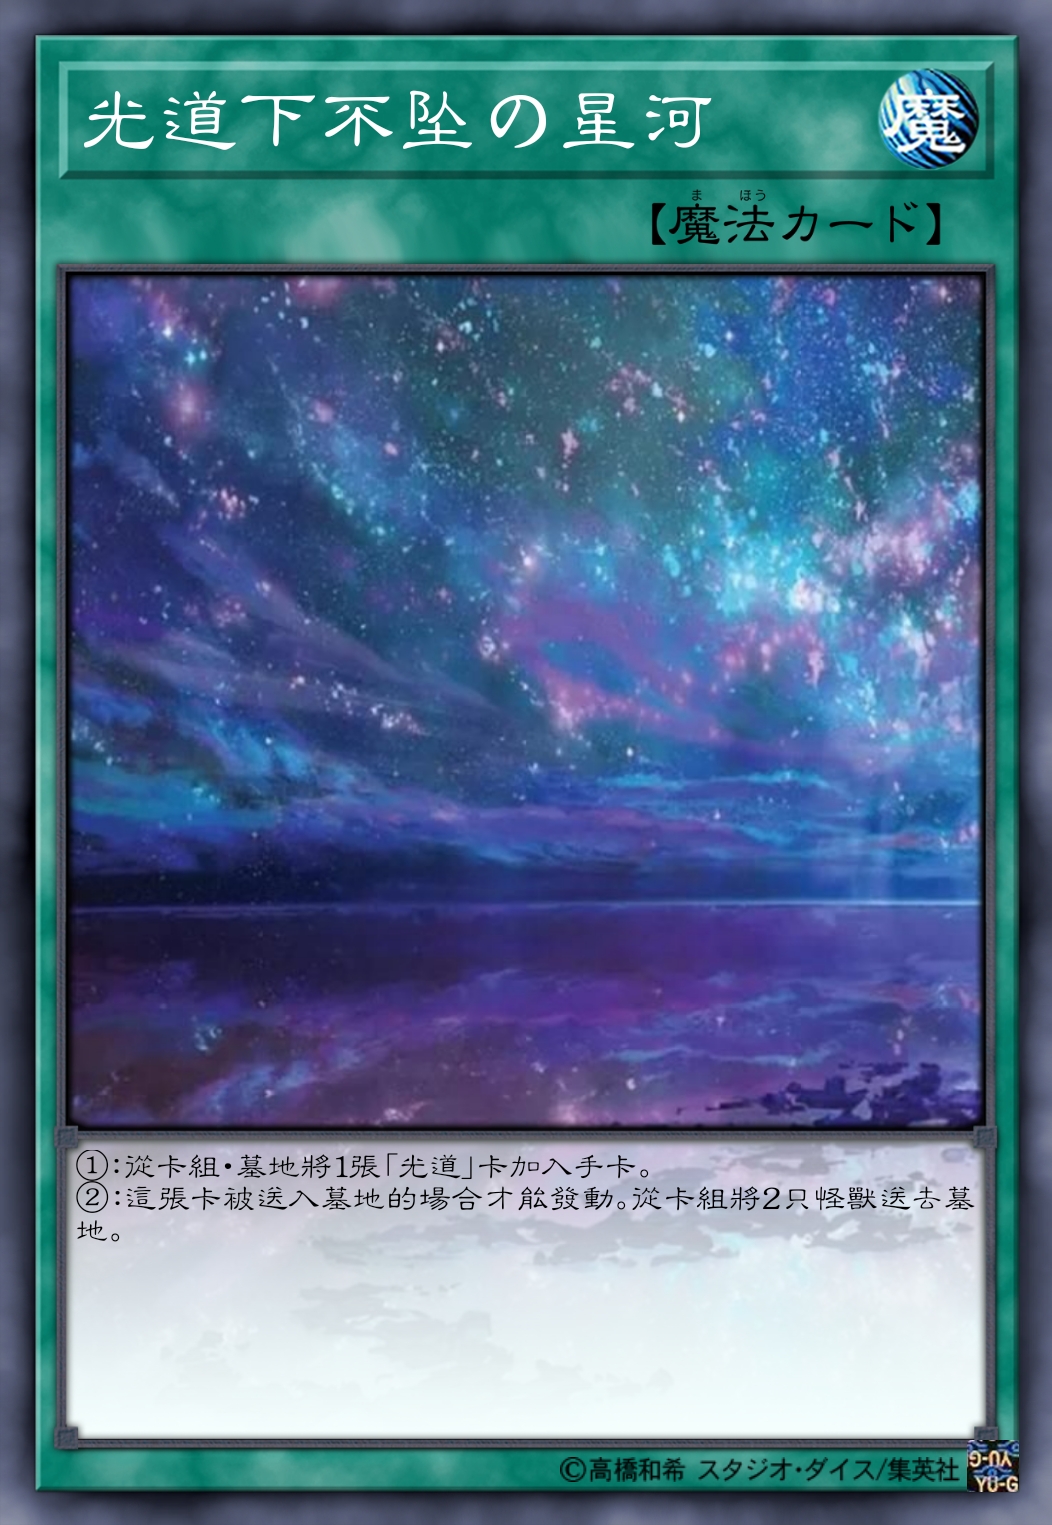 光道下不坠の星河
魔
ま ほう
【魔法カード】
①:從卡組·墓地將1張「光道」卡加入手卡。
②:這張卡被送入墓地的場合才能發動。從卡組將2只怪獸送去墓
地。
©高橋和希 スタジオ·ダイス/集英社
YU-G
YU-G